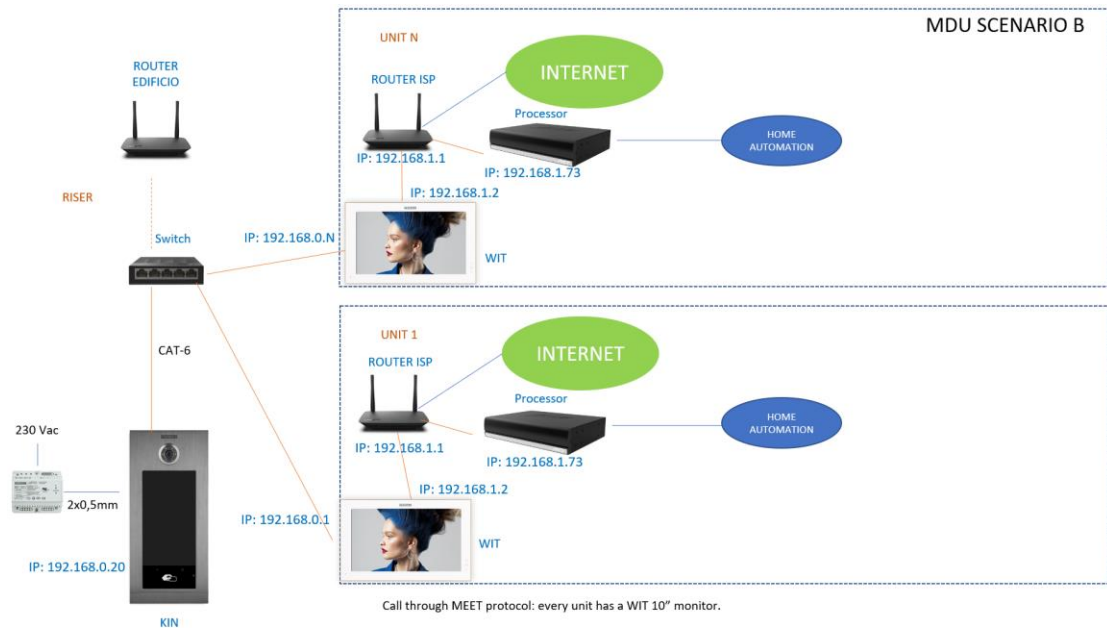 MDU SCENARIO B
ROUTER
EDIFICIO
RISER
Switch
CAT-6
230 Vac
2x0,5mm
IP: 192.168.0.20
KIN
UNIT N
ROUTER ISP
INTERNET
Processor
HOME
AUTOMATION
IP: 192.168.1.1
IP: 192.168.1.73
IP: 192.168.1.2
IP: 192.168.0.N
WIT
UNIT 1
ROUTER ISP
INTERNET
Processor
HOME
AUTOMATION
IP: 192.168.1.1
IP: 192.168.1.73
IP: 192.168.1.2
IP: 192.168.0.1
WIT
Call through MEET protocol: every unit has a WIT 10” monitor.